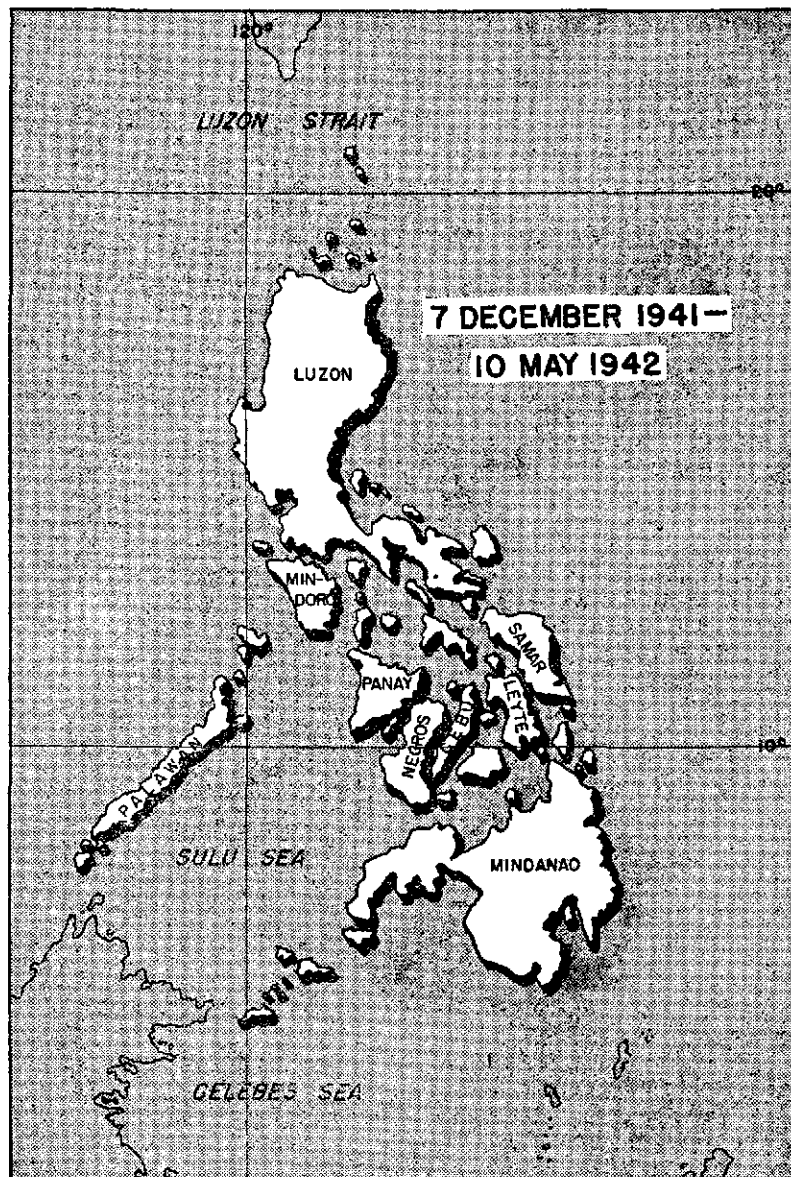 120°
LUZON STRAIT
20°
7 DECEMBER 1941–
10 MAY 1942
LUZON
MIN-
DORO
SAMAR
PANAY
LEYTE
CEBU
NEGROS
10°
PALAWAN
SULU SEA
MINDANAO
CELEBES SEA